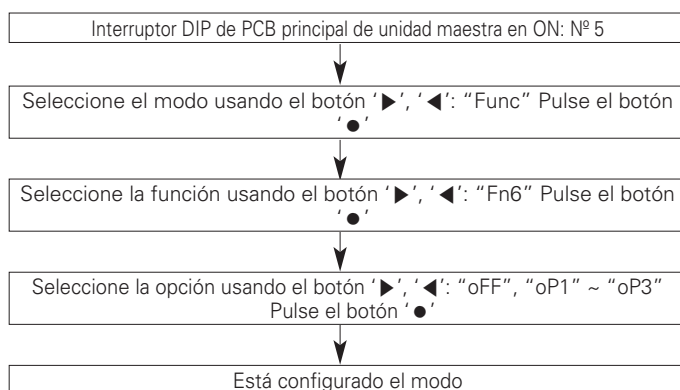 Interruptor DIP de PCB principal de unidad maestra en ON: Nº 5
Seleccione el modo usando el botón ‘▶’, ‘◀’: “Func” Pulse el botón
‘●’
Seleccione la función usando el botón ‘▶’, ‘◀’: “Fn6” Pulse el botón
‘●’
Seleccione la opción usando el botón ‘▶’, ‘◀’: “oFF”, “oP1” ~ “oP3”
Pulse el botón ‘●’
Está configurado el modo